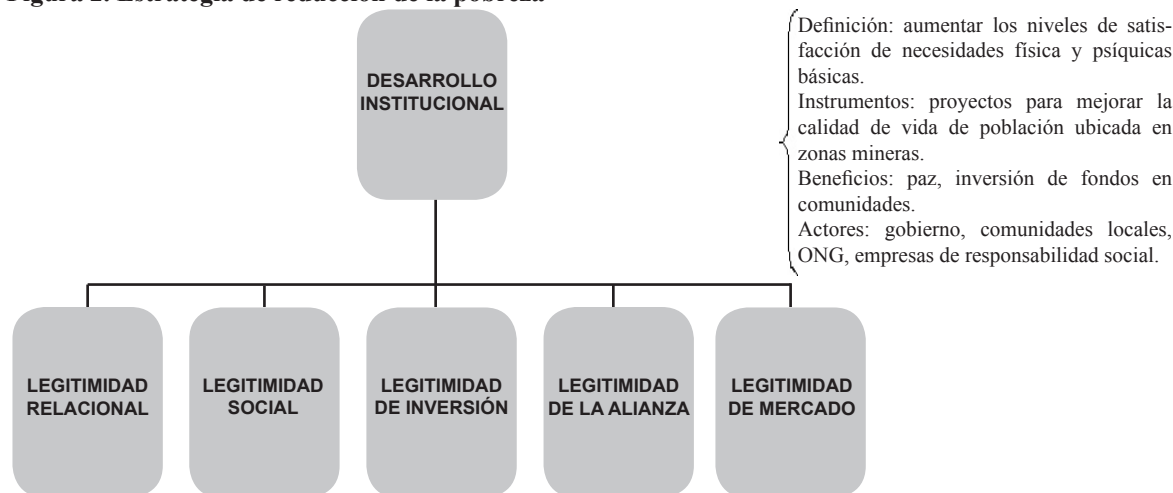 Estrategia de reducción de la pobreza
DESARROLLO
INSTITUCIONAL
Definición: aumentar los niveles de satis-
facción de necesidades física y psíquicas
básicas.
Instrumentos: proyectos para mejorar la
calidad de vida de población ubicada en
zonas mineras.
Beneficios: paz, inversión de fondos en
comunidades.
Actores: gobierno, comunidades locales,
ONG, empresas de responsabilidad social.
LEGITIMIDAD
RELACIONAL
LEGITIMIDAD
SOCIAL
LEGITIMIDAD
DE INVERSIÓN
LEGITIMIDAD
DE LA ALIANZA
LEGITIMIDAD
DE MERCADO